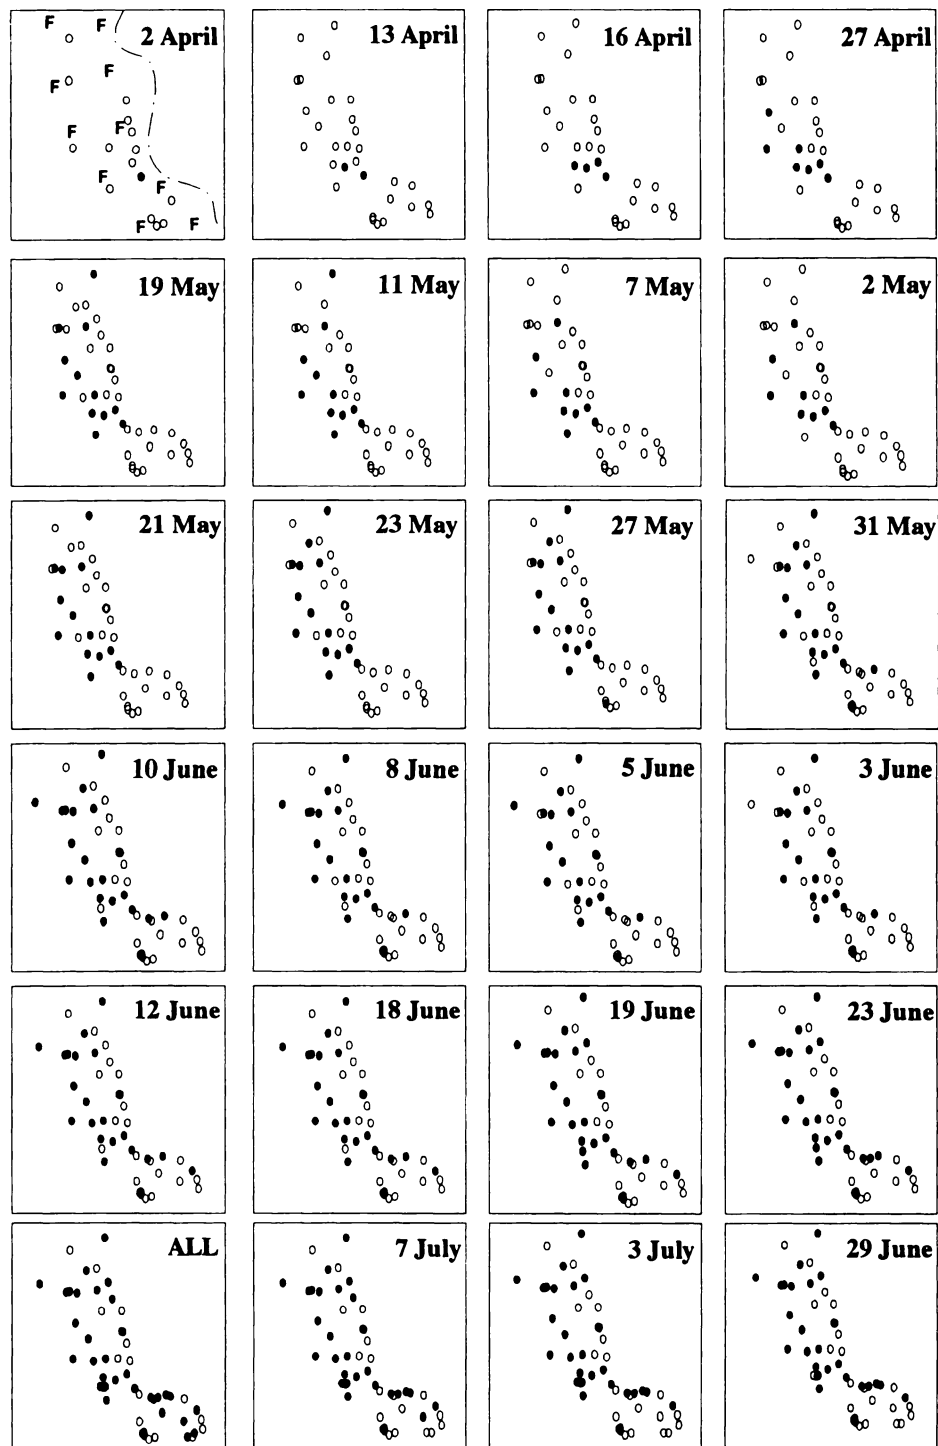 F F 2 April 13 April 16 April 27 April
F
F
F F
F F
F F
19 May 11 May 7 May 2 May
21 May 23 May 27 May 31 May
10 June 8 June 5 June 3 June
12 June 18 June 19 June 23 June
ALL 7 July 3 July 29 June